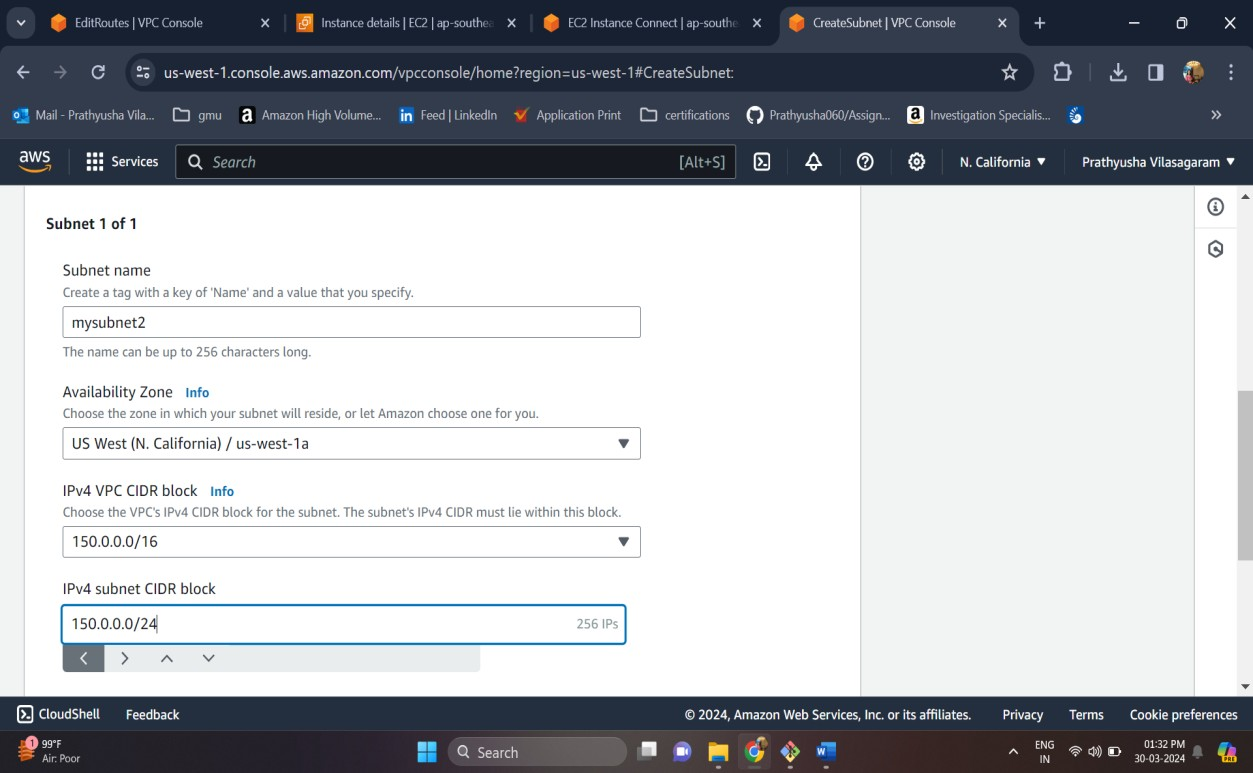 EditRoutes | VPC Console
Instance details | EC2 | ap-southea
EC2 Instance Connect | ap-southe
CreateSubnet | VPC Console
us-west-1.console.aws.amazon.com/vpcconsole/home?region=us-west-1#CreateSubnet:
Mail - Prathyusha Vila...
gmu
Amazon High Volume...
Feed | LinkedIn
Application Print
certifications
Prathyusha060/Assign...
Investigation Specialis...
aws
Services
Search
[Alt+S]
N. California
Prathyusha Vilasagaram
Subnet 1 of 1
Subnet name
Create a tag with a key of 'Name' and a value that you specify.
mysubnet2
The name can be up to 256 characters long.
Availability Zone Info
Choose the zone in which your subnet will reside, or let Amazon choose one for you.
US West (N. California) / us-west-1a
IPv4 VPC CIDR block Info
Choose the VPC's IPv4 CIDR block for the subnet. The subnet's IPv4 CIDR must lie within this block.
150.0.0.0/16
IPv4 subnet CIDR block
150.0.0.0/24
256 IPs
CloudShell
Feedback
© 2024, Amazon Web Services, Inc. or its affiliates.
Privacy
Terms
Cookie preferences
1
99°F
Air: Poor
Search
ENG
IN
01:32 PM
30-03-2024
PRE